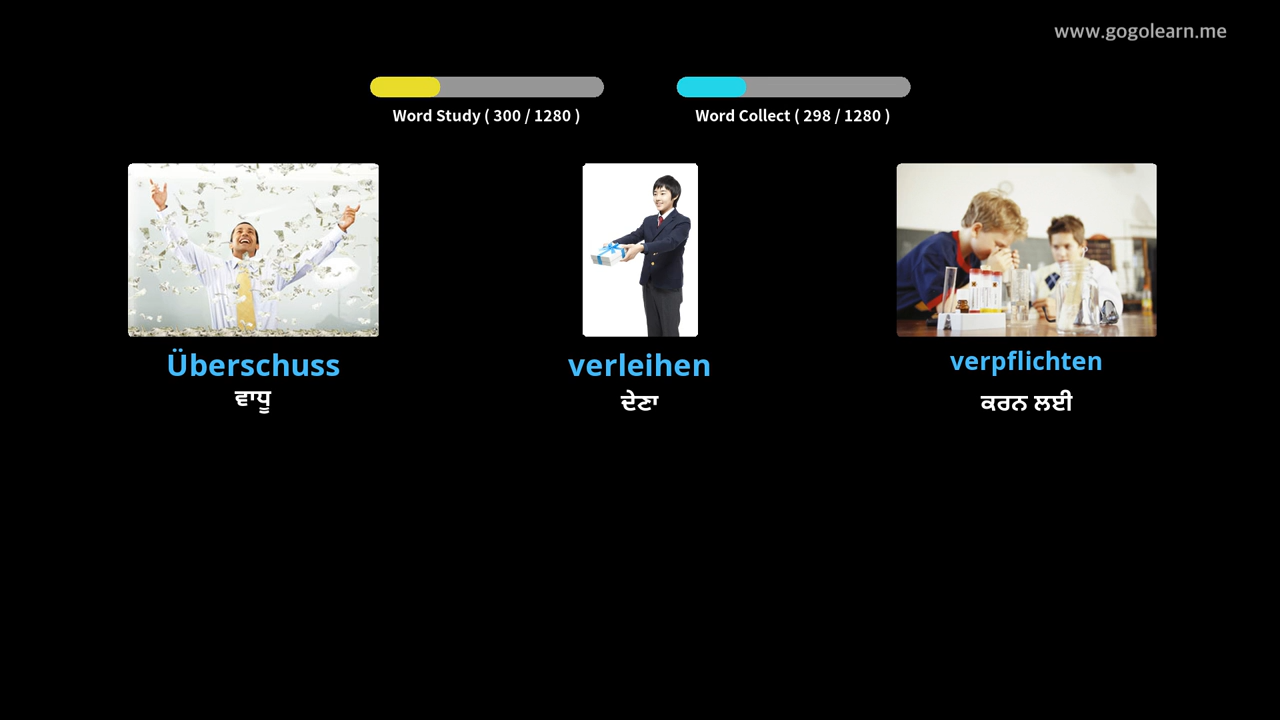 www.gogolearn.me
Word Study ( 300 / 1280 )
Word Collect ( 298 / 1280 )
Überschuss
verleihen
verpflichten
ਵਾਧੂ
ਦੇਣਾ
ਕਰਨ ਲਈ